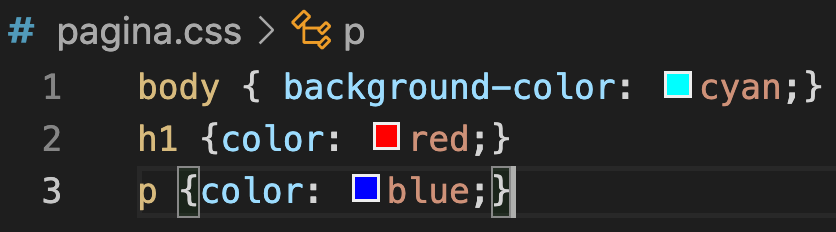 # pagina.css > p
1 body { background-color: cyan;}
2 h1 {color: red;}
3 p {color: blue;}